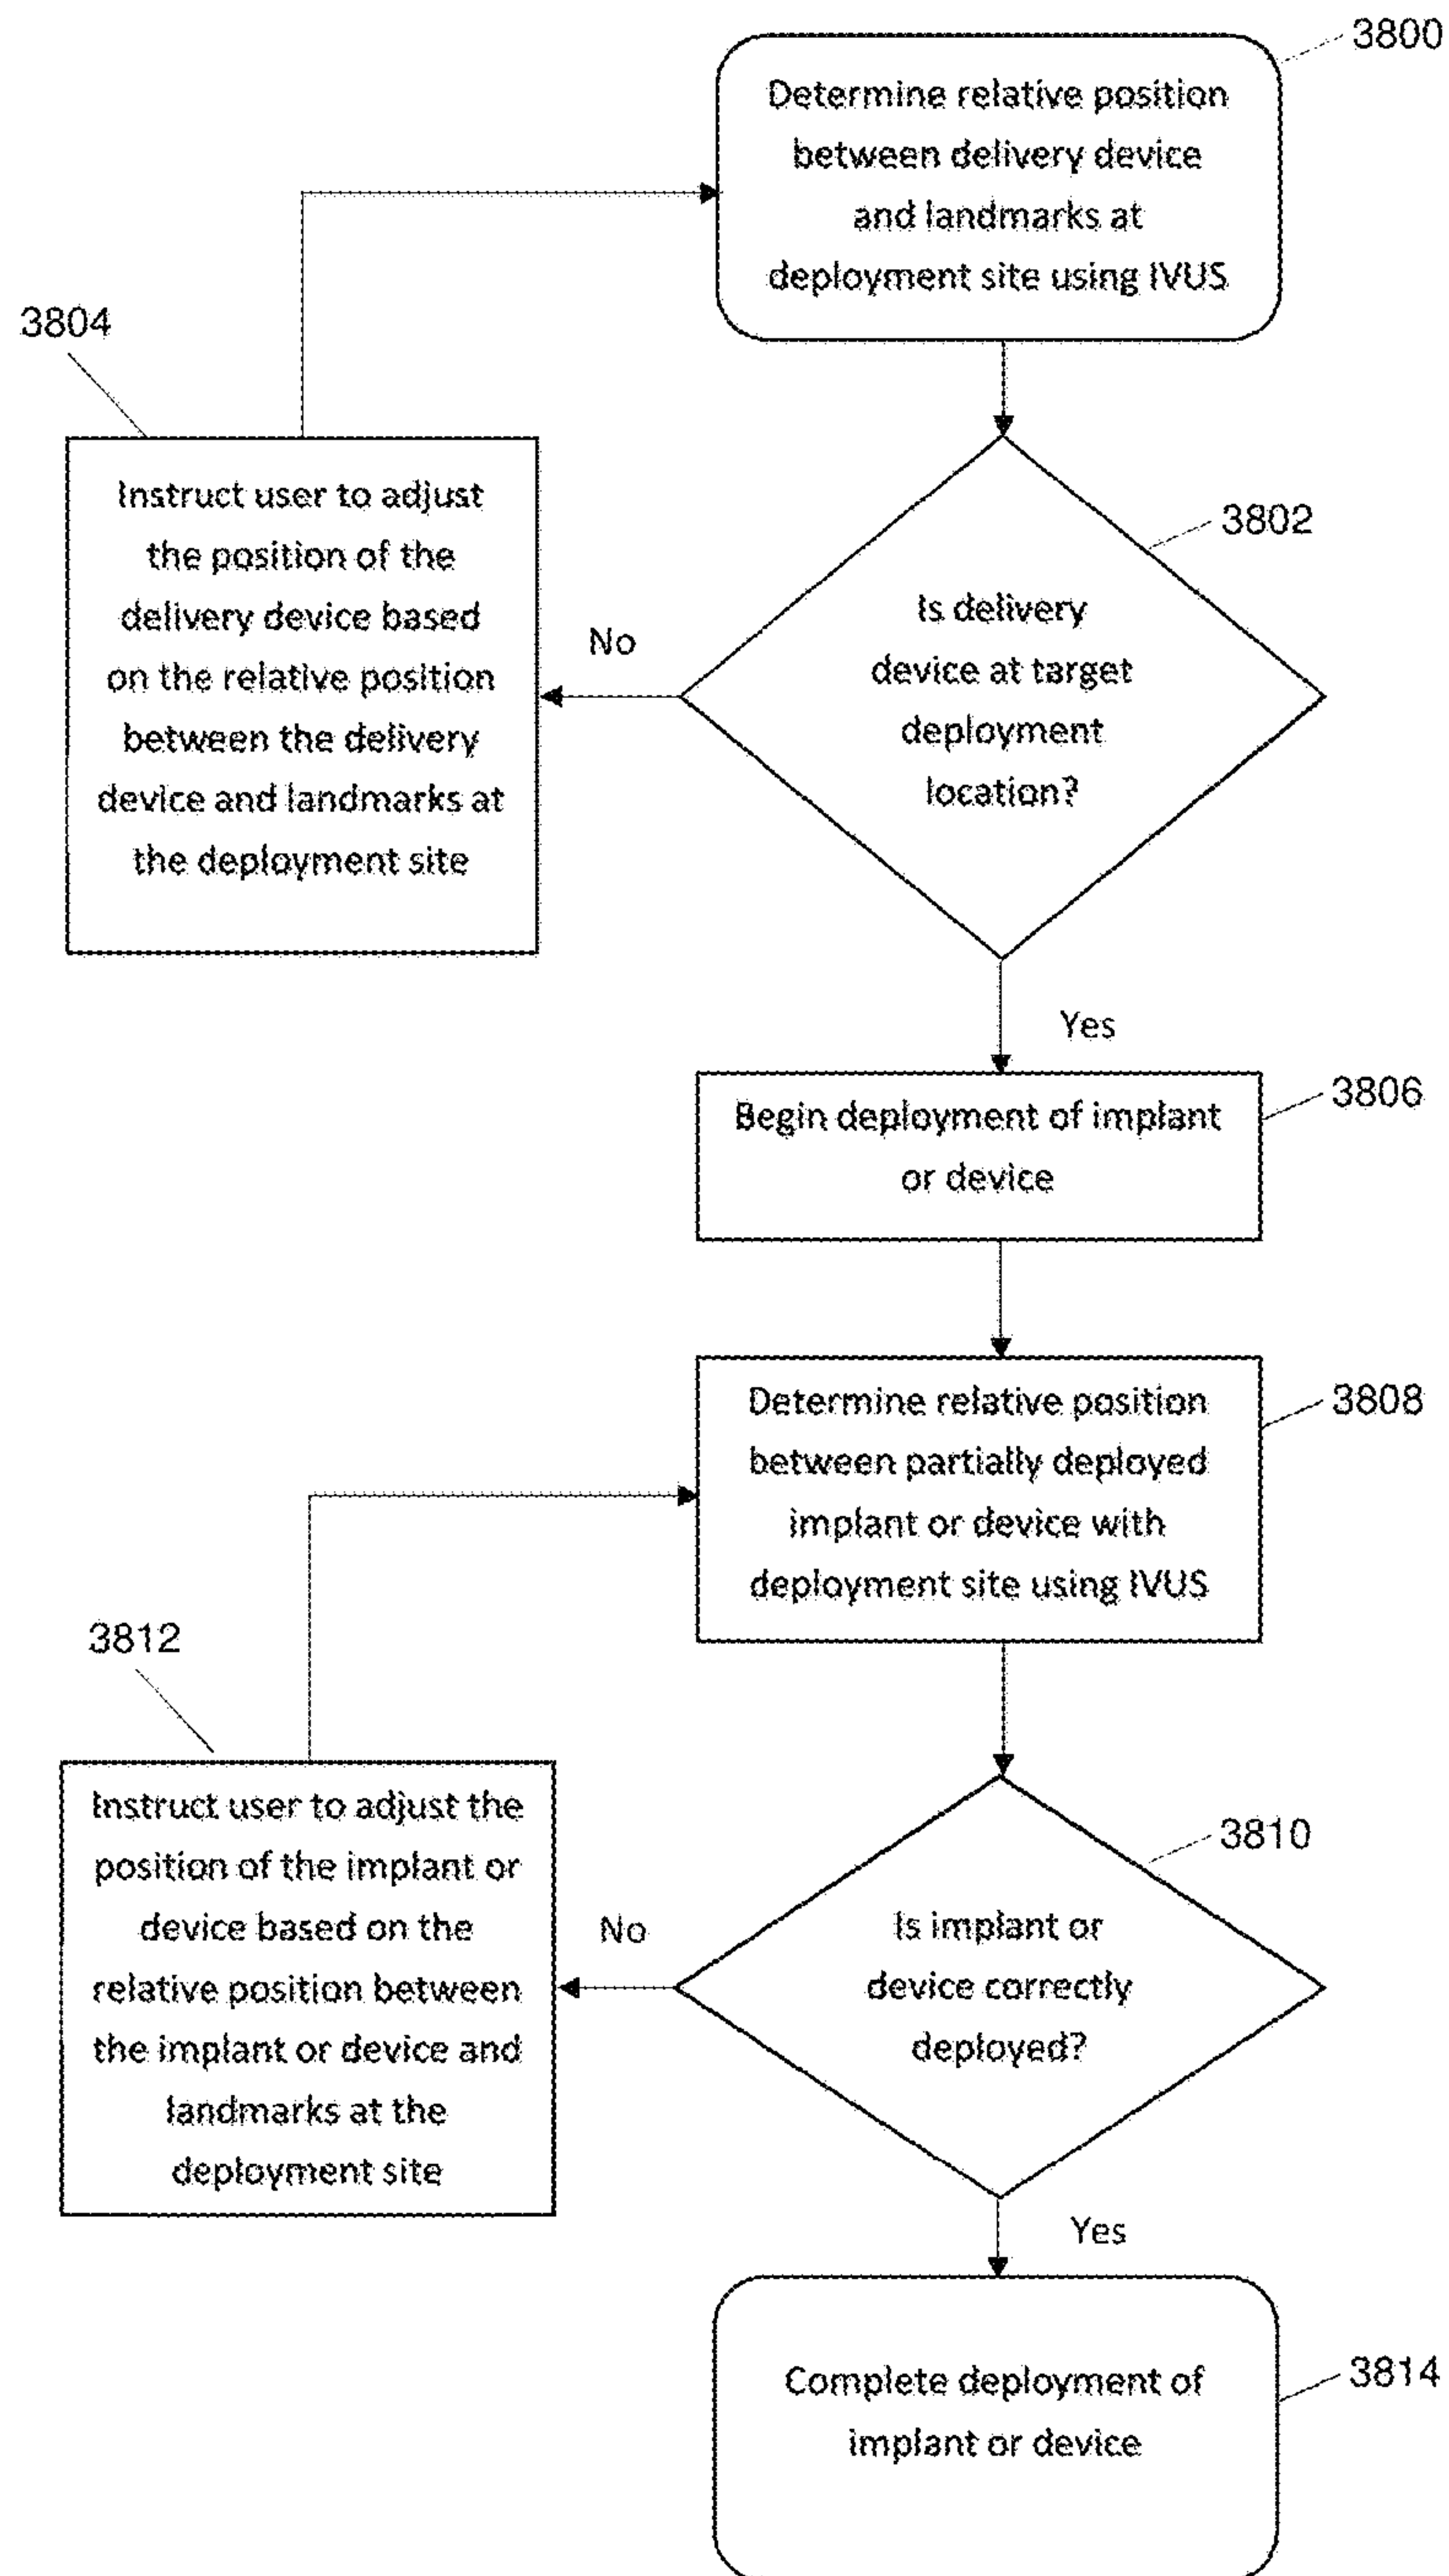 3800
Determine relative position
between delivery device
and landmarks at
deployment site using IVUS
3804
Instruct user to adjust
the position of the
delivery device based
on the relative position
between the delivery
device and landmarks at
the deployment site
No
3802
Is delivery
device at target
deployment
location?
Yes
3806
Begin deployment of implant
or device
3808
Determine relative position
between partially deployed
implant or device with
deployment site using IVUS
3812
Instruct user to adjust the
position of the implant or
device based on the
relative position between
the implant or device and
landmarks at the
deployment site
No
3810
Is implant or
device correctly
deployed?
Yes
3814
Complete deployment of
implant or device